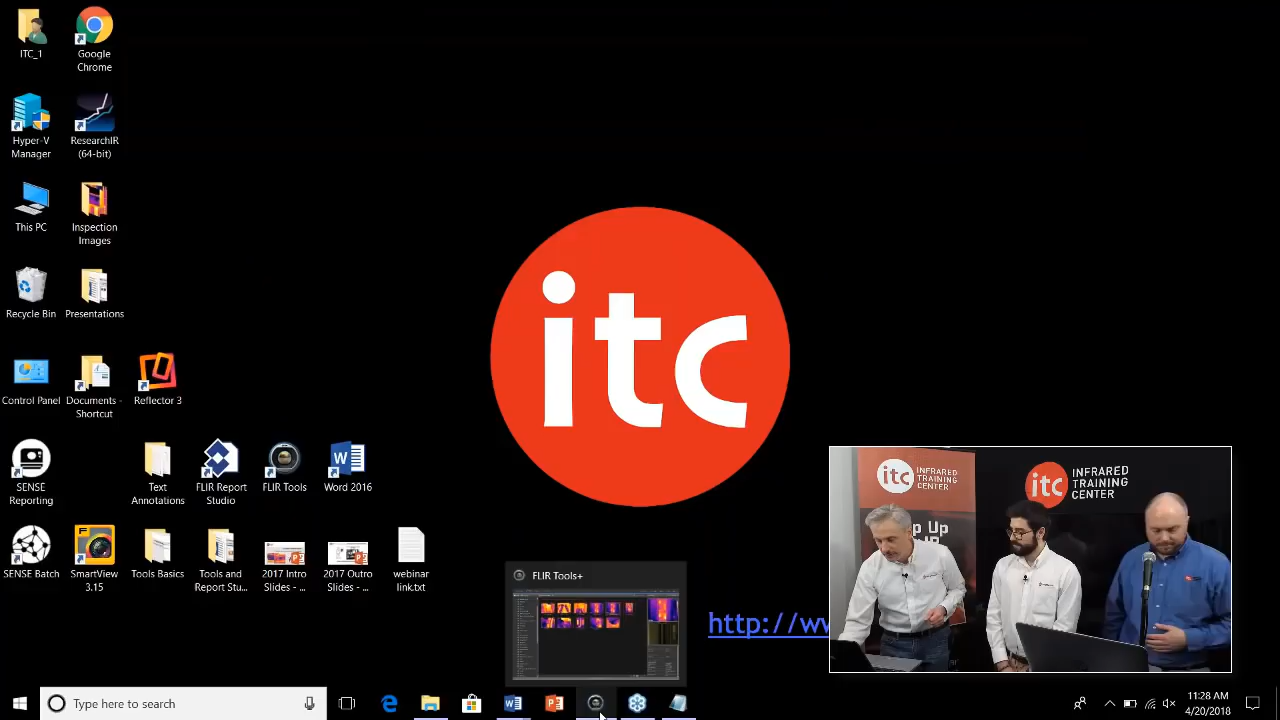 ITC_1
Google
Chrome
Hyper-V
Manager
ResearchIR
(64-bit)
This PC
Inspection
Images
Recycle Bin
Presentations
Control Panel
Documents -
Shortcut
Reflector 3
SENSE
Reporting
Text
Annotations
FLIR Report
Studio
FLIR Tools
Word 2016
SENSE Batch
SmartView
3.15
Tools Basics
Tools and
Report Stu...
2017 Intro
Slides - ...
2017 Outro
Slides - ...
webinar
link.txt
itc
FLIR Tools+
http://ww
itc INFRARED
TRAINING
CENTER
itc INFRARED
TRAINING
CENTER
p Up
Type here to search
11:28 AM
4/20/2018